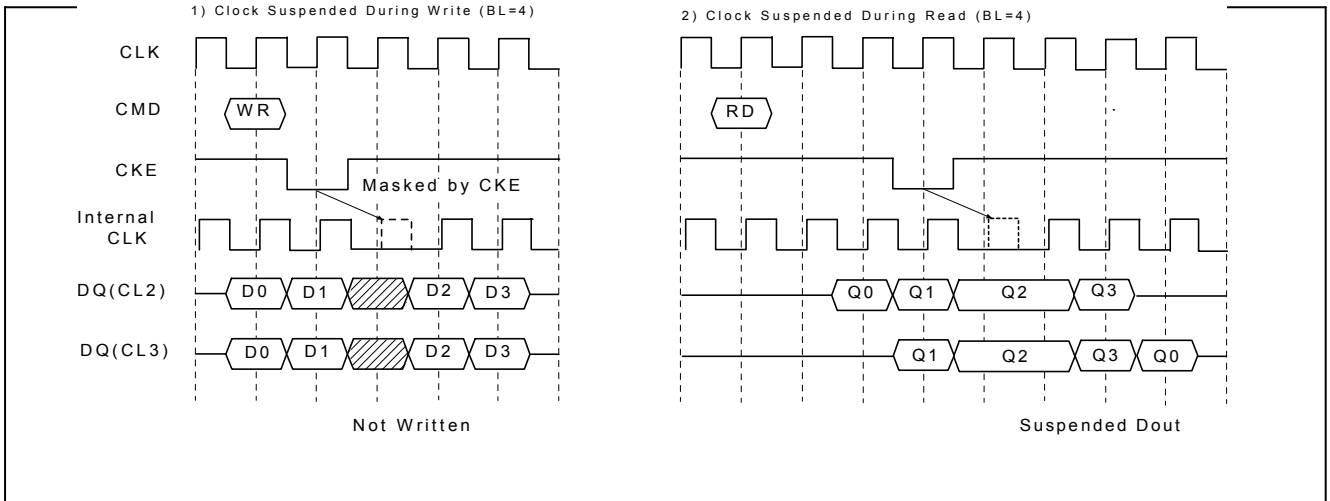 1) Clock Suspended During Write (BL=4)
2) Clock Suspended During Read (BL=4)
CLK
CMD WR RD
CKE
Masked by CKE
Internal
CLK
DQ(CL2) D0 D1 D2 D3 Q0 Q1 Q2 Q3
DQ(CL3) D0 D1 D2 D3 Q1 Q2 Q3 Q0
Not Written
Suspended Dout